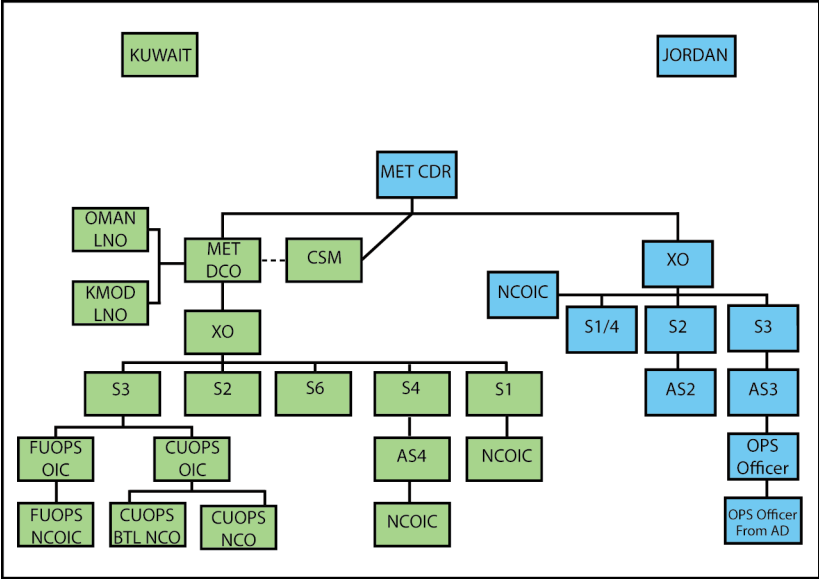 KUWAIT
JORDAN
MET CDR
OMAN
LNO
MET
DCO
CSM
KMOD
LNO
XO
XO
NCOIC
S1/4
S2
S3
S3
S2
S6
S4
S1
AS2
AS3
FUOPS
OIC
CUOPS
OIC
AS4
NCOIC
OPS
Officer
FUOPS
NCOIC
CUOPS
BTL NCO
CUOPS
NCO
NCOIC
OPS Officer
From AD